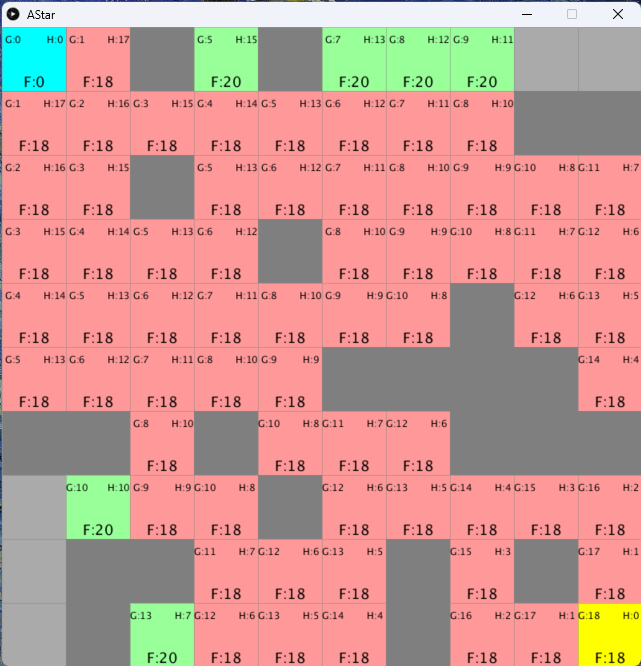 AStar
G:0 H:0 G:1 H:17 G:5 H:15 G:7 H:13 G:8 H:12 G:9 H:11
F:0 F:18 F:20 F:20 F:20 F:20
G:1 H:17 G:2 H:16 G:3 H:15 G:4 H:14 G:5 H:13 G:6 H:12 G:7 H:11 G:8 H:10
F:18 F:18 F:18 F:18 F:18 F:18 F:18 F:18
G:2 H:16 G:3 H:15 G:5 H:13 G:6 H:12 G:7 H:11 G:8 H:10 G:9 H:9 G:10 H:8 G:11 H:7
F:18 F:18 F:18 F:18 F:18 F:18 F:18 F:18 F:18
G:3 H:15 G:4 H:14 G:5 H:13 G:6 H:12 G:8 H:10 G:9 H:9 G:10 H:8 G:11 H:7 G:12 H:6
F:18 F:18 F:18 F:18 F:18 F:18 F:18 F:18 F:18
G:4 H:14 G:5 H:13 G:6 H:12 G:7 H:11 G:8 H:10 G:9 H:9 G:10 H:8 G:12 H:6 G:13 H:5
F:18 F:18 F:18 F:18 F:18 F:18 F:18 F:18 F:18
G:5 H:13 G:6 H:12 G:7 H:11 G:8 H:10 G:9 H:9 G:14 H:4
F:18 F:18 F:18 F:18 F:18 F:18
G:8 H:10 G:10 H:8 G:11 H:7 G:12 H:6
F:18 F:18 F:18 F:18
G:10 H:10 G:9 H:9 G:10 H:8 G:12 H:6 G:13 H:5 G:14 H:4 G:15 H:3 G:16 H:2
F:20 F:18 F:18 F:18 F:18 F:18 F:18 F:18
G:11 H:7 G:12 H:6 G:13 H:5 G:15 H:3 G:17 H:1
F:18 F:18 F:18 F:18 F:18
G:13 H:7 G:12 H:6 G:13 H:5 G:14 H:4 G:16 H:2 G:17 H:1 G:18 H:0
F:20 F:18 F:18 F:18 F:18 F:18 F:18